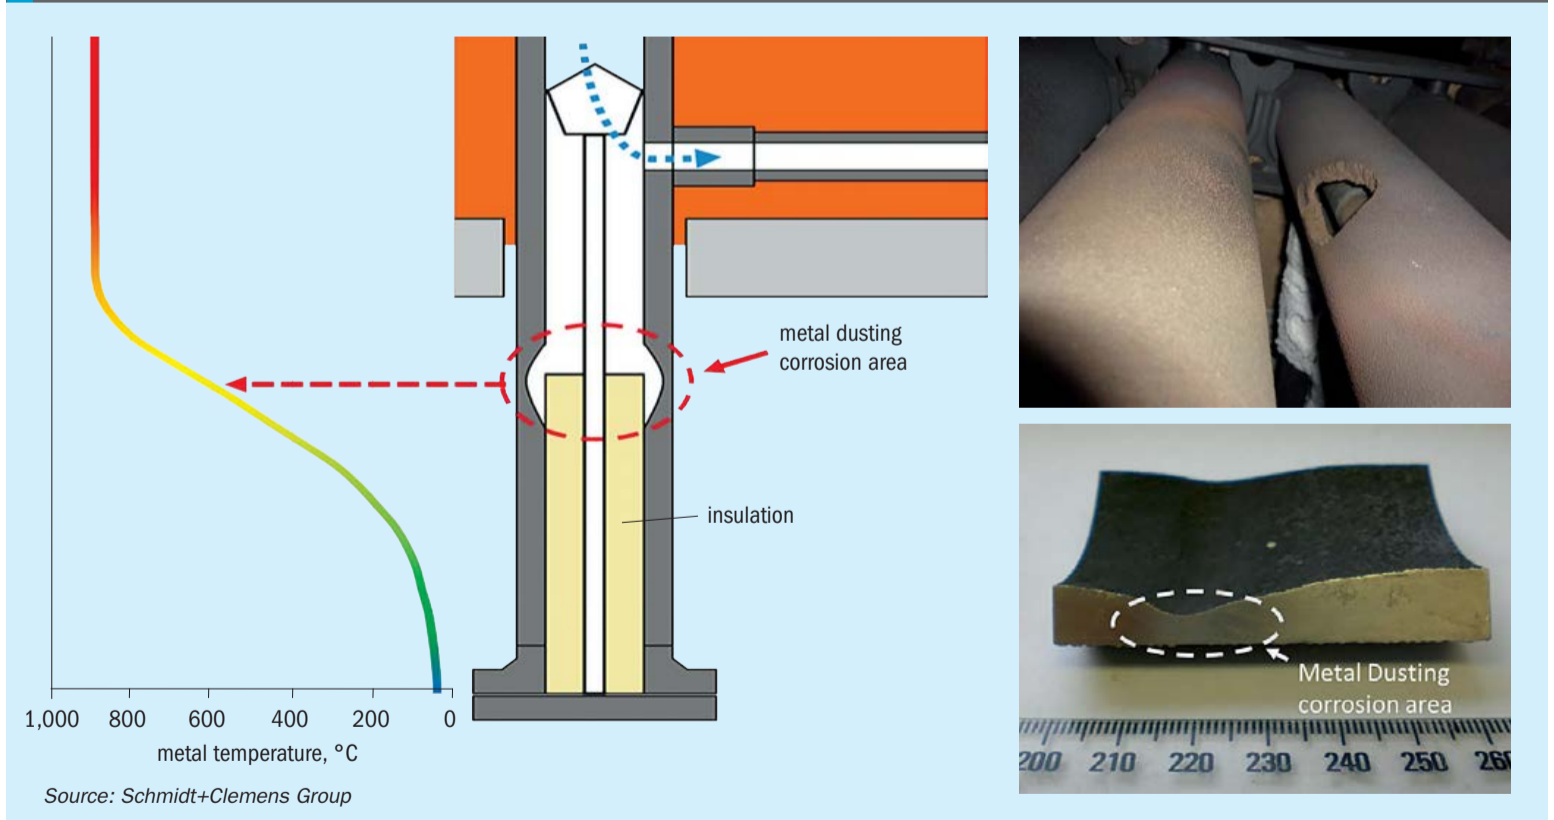 metal dusting
corrosion area
insulation
1,000 800 600 400 200 0
metal temperature, °C
Source: Schmidt+Clemens Group
Metal Dusting
corrosion area
200 210 220 230 240 250 260